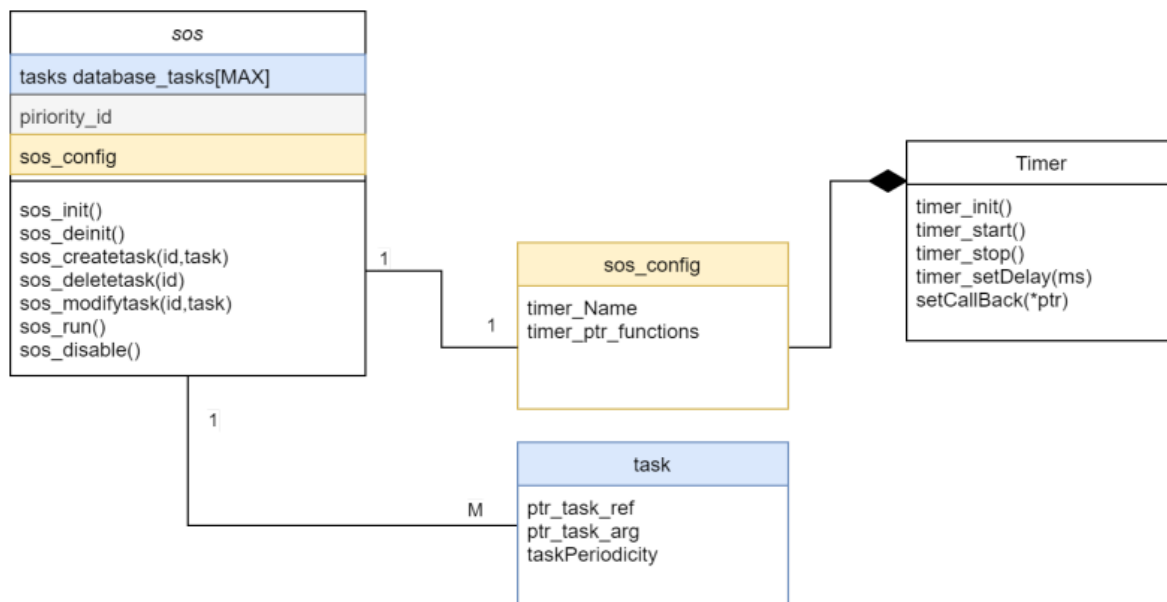 sos
tasks database_tasks[MAX]
piriority_id
sos_config
sos_init()
sos_deinit()
sos_createtask(id,task)
sos_deletetask(id)
sos_modifytask(id,task)
sos_run()
sos_disable()
1
1
sos_config
timer_Name
timer_ptr_functions
Timer
timer_init()
timer_start()
timer_stop()
timer_setDelay(ms)
setCallBack(*ptr)
1
M
task
ptr_task_ref
ptr_task_arg
taskPeriodicity